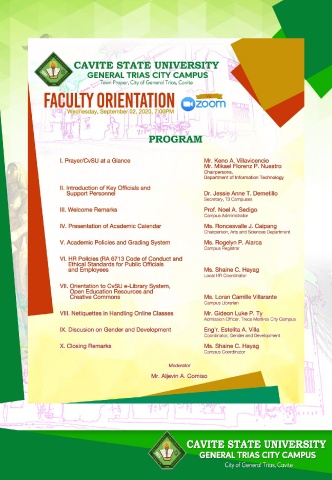 CAVITE STATE UNIVERSITY
GENERAL TRIAS CITY CAMPUS
Town Proper, City of General Trias, Cavite
FACULTY ORIENTATION
zoom
Wednesday, September 02, 2020, 7:00PM
PROGRAM
I. Prayer/CvSU at a Glance
Mr. Keno A. Villavicencio
Mr. Mikael Florenz P. Nuestro
Chairpersons,
Department of Information Technology
II. Introduction of Key Officials and
Support Personnel
Dr. Jessie Anne T. Demetillo
Secretary, T3 Campuses
III. Welcome Remarks
Prof. Noel A. Sedigo
Campus Administrator
IV. Presentation of Academic Calendar
Ms. Roncesvalle J. Caipang
Chairperson, Arts and Sciences Department
V. Academic Policies and Grading System
Ms. Rogelyn P. Alarca
Campus Registrar
VI. HR Policies (RA 6713 Code of Conduct and
Ethical Standards for Public Officials
and Employees
Ms. Shaine C. Hayag
Local HR Coordinator
VII. Orientation to CvSU e-Library System,
Open Education Resources and
Creative Commons
Ms. Loran Camille Villarante
Campus Librarian
VIII. Netiquettes in Handling Online Classes
Mr. Gideon Luke P. Ty
Admission Officer, Trece Martires City Campus
IX. Discusion on Gender and Development
Eng'r. Estelita A. Villa
Coordinator, Gender and Development
X. Closing Remarks
Ms. Shaine C. Hayag
Campus Coordinator
Moderator
Mr. Aljevin A. Comiso
CAVITE STATE UNIVERSITY
GENERAL TRIAS CITY CAMPUS
City of General Trias, Cavite